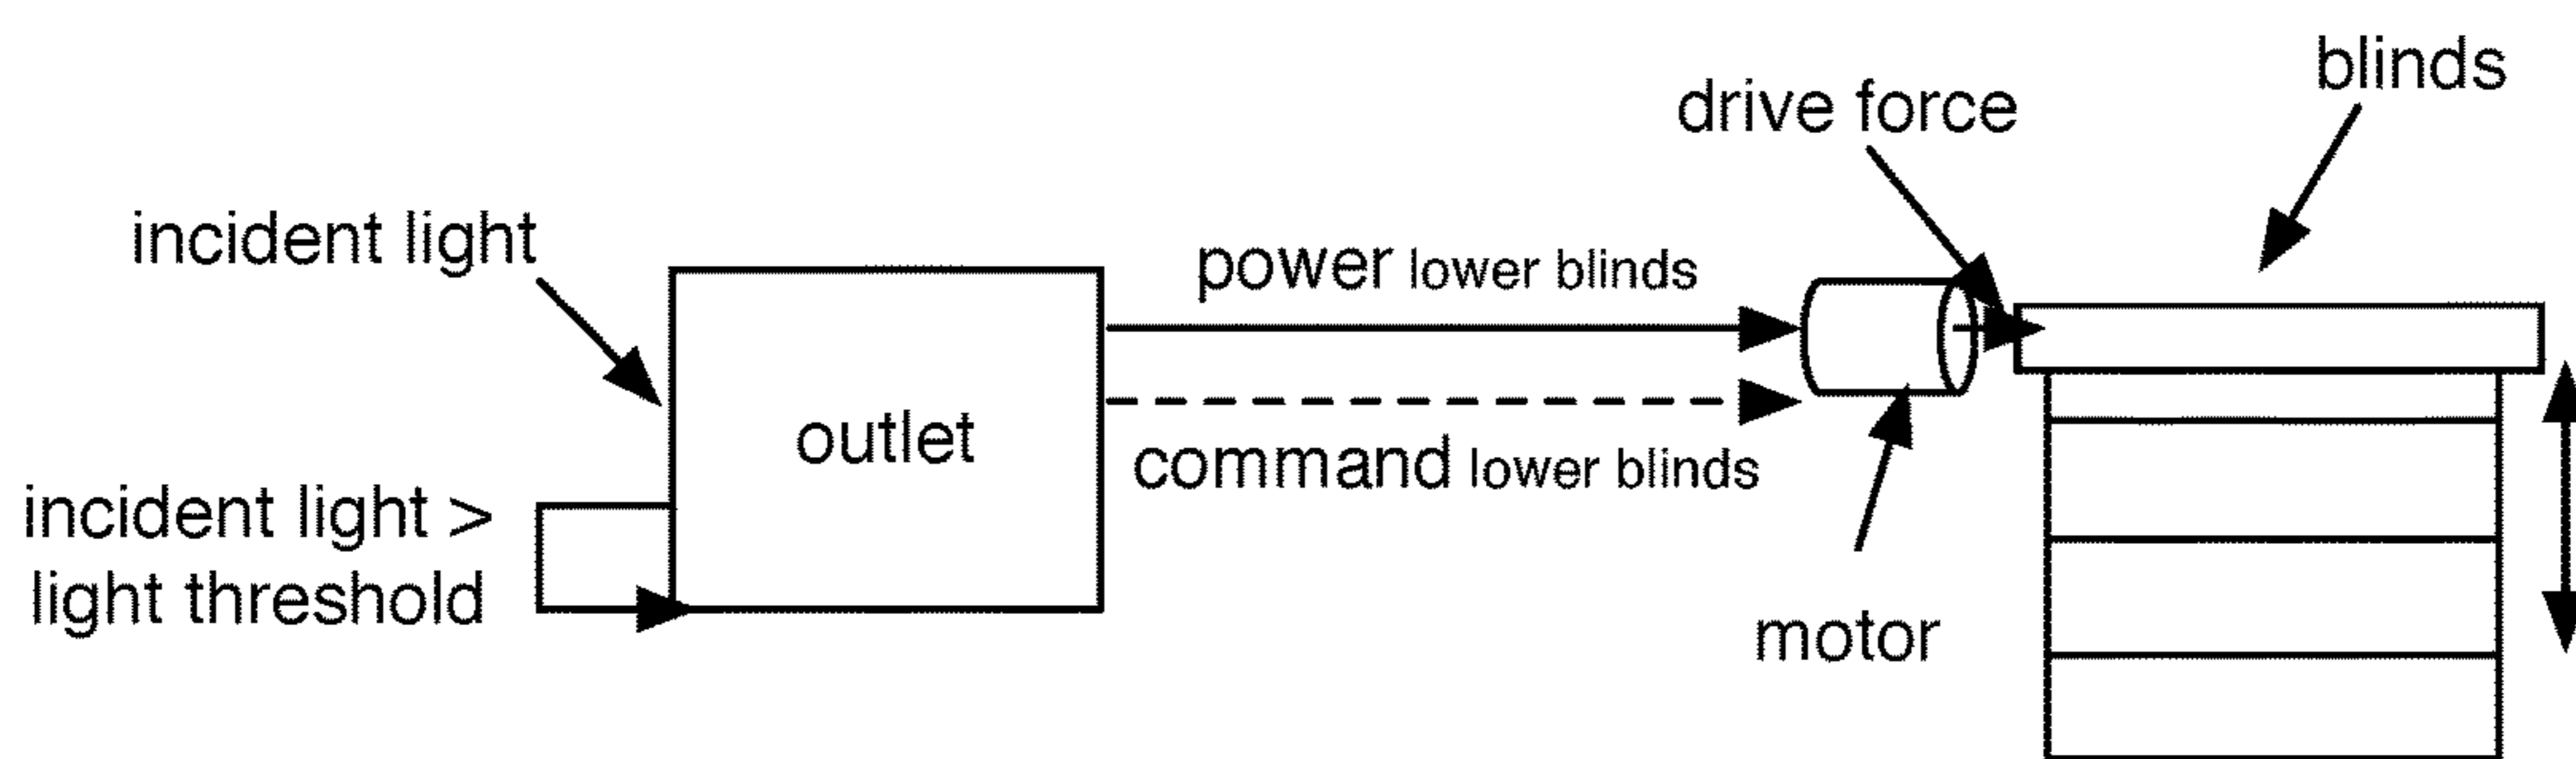 blinds
drive force
incident light
power lower blinds
outlet
command lower blinds
incident light >
light threshold
motor